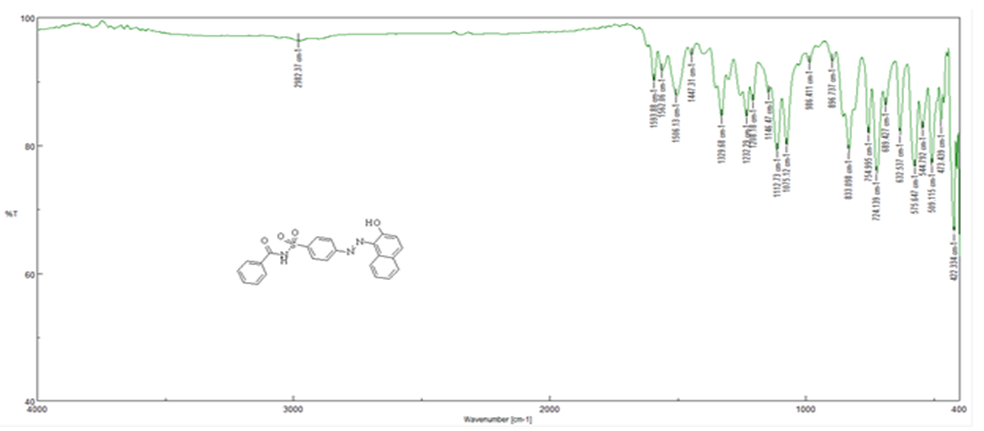 100
80
%T
60
40
4000
3000
2000
1000
400
Wavenumber [cm-1]
2982.37 cm-1
1593.88 cm-1
1562.06 cm-1
1506.13 cm-1
1447.31 cm-1
1329.68 cm-1
1232.29 cm-1
1146.47 cm-1
1112.73 cm-1
1075.12 cm-1
986.411 cm-1
896.737 cm-1
833.098 cm-1
754.995 cm-1
724.139 cm-1
689.427 cm-1
632.537 cm-1
575.647 cm-1
544.792 cm-1
509.115 cm-1
473.439 cm-1
422.334 cm-1
HO
O
O
O
S
N
H
N
N